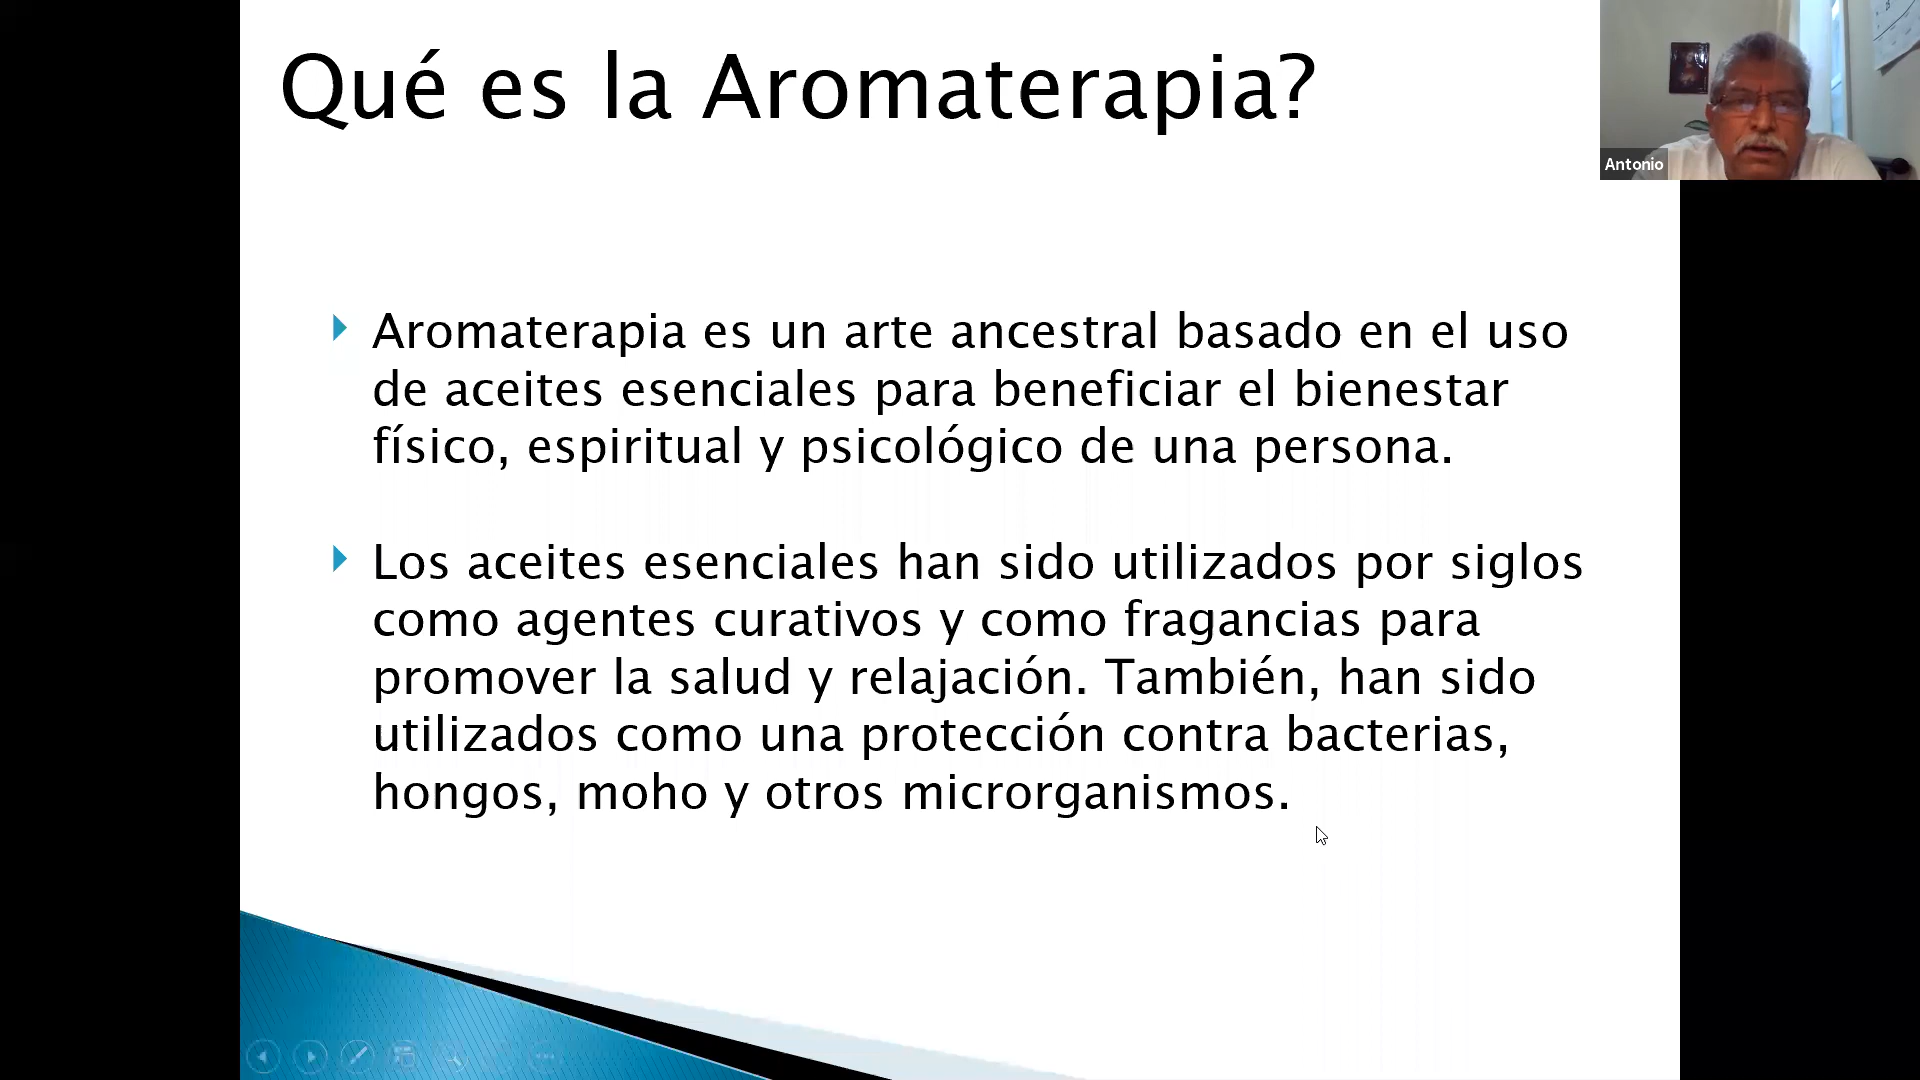 Qué es la Aromaterapia?
Antonio
Aromaterapia es un arte ancestral basado en el uso
de aceites esenciales para beneficiar el bienestar
físico, espiritual y psicológico de una persona.
Los aceites esenciales han sido utilizados por siglos
como agentes curativos y como fragancias para
promover la salud y relajación. También, han sido
utilizados como una protección contra bacterias,
hongos, moho y otros microrganismos.